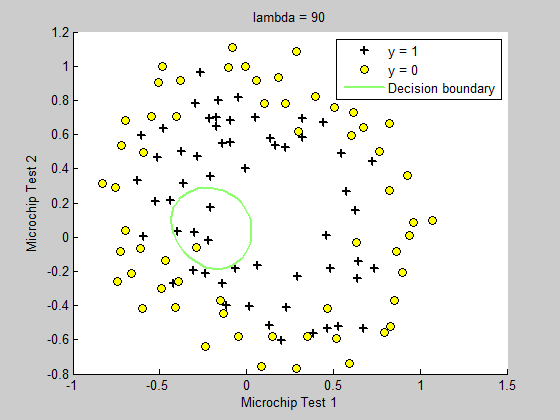 lambda = 90
y = 1
y = 0
Decision boundary
Microchip Test 2
1.2
1
0.8
0.6
0.4
0.2
0
-0.2
-0.4
-0.6
-0.8
-1
-0.5
0
0.5
1
1.5
Microchip Test 1